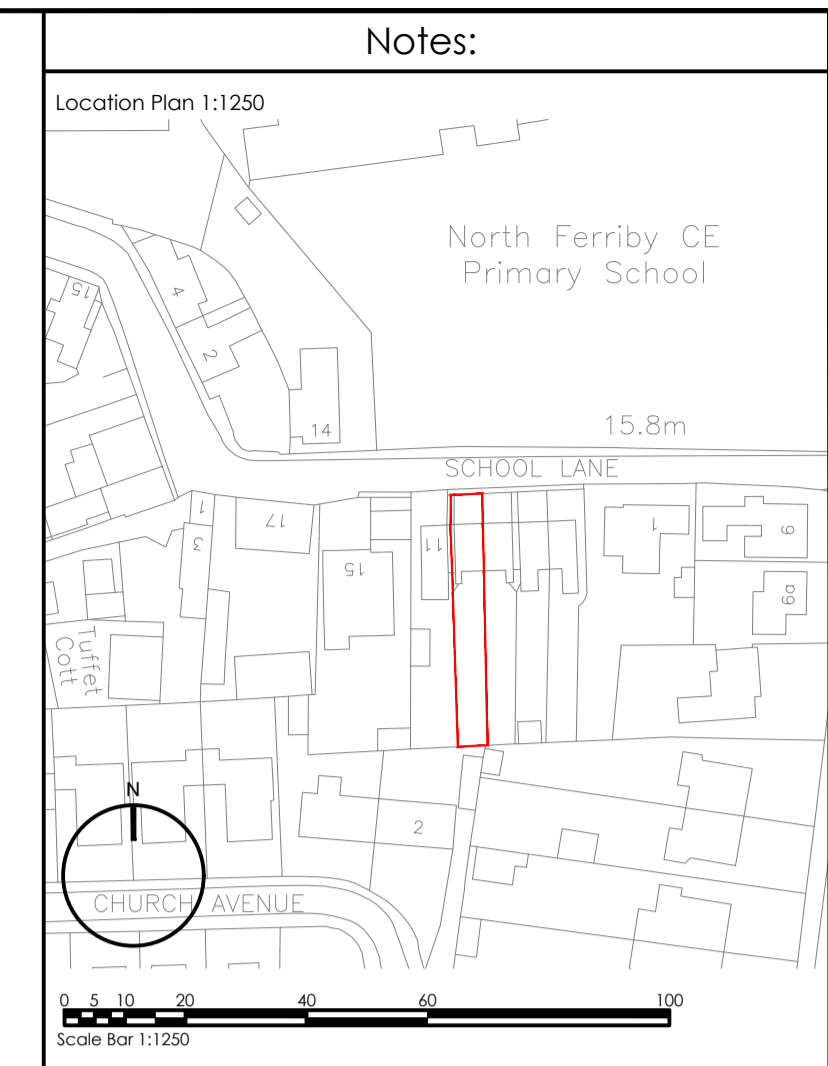 Notes:
Location Plan 1:1250
North Ferriby CE
Primary School
15
4
2
14
15.8m
SCHOOL LANE
1
3
17
15
11
1
9
9a
Tuffet
Cott
N
2
CHURCH AVENUE
0 5 10 20 40 60 100
Scale Bar 1:1250